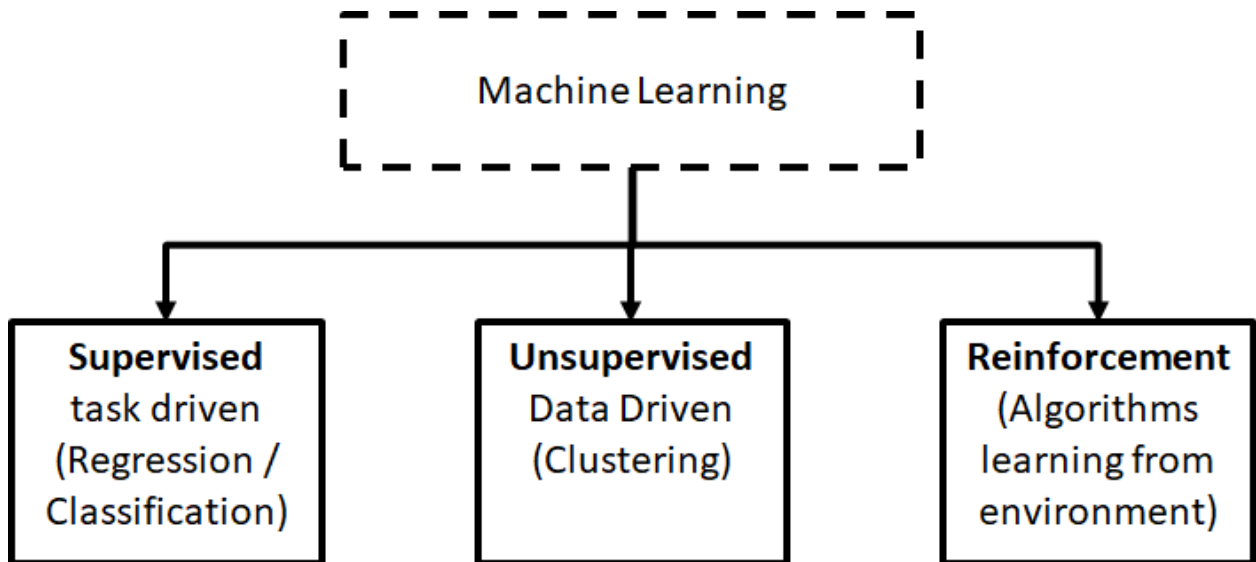 Machine Learning
Supervised
task driven
(Regression /
Classification)
Unsupervised
Data Driven
(Clustering)
Reinforcement
(Algorithms
learning from
environment)